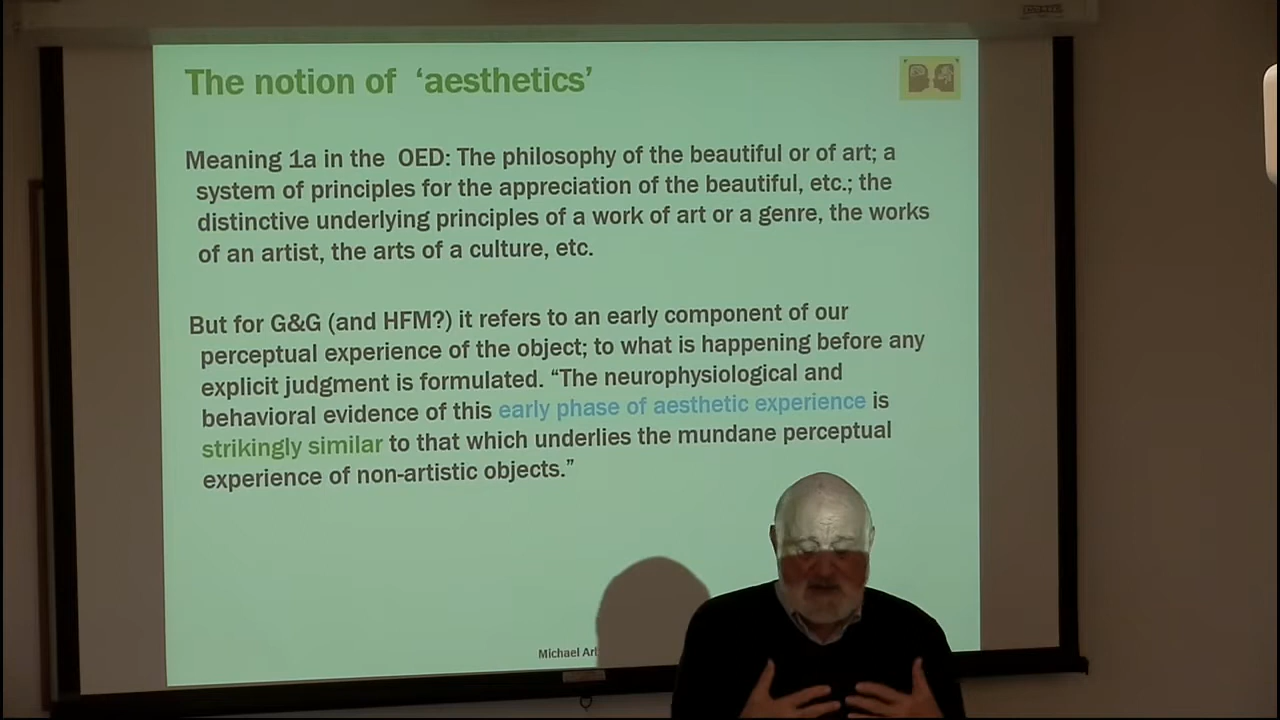 The notion of ‘aesthetics’
Meaning 1a in the OED: The philosophy of the beautiful or of art; a
system of principles for the appreciation of the beautiful, etc.; the
distinctive underlying principles of a work of art or a genre, the works
of an artist, the arts of a culture, etc.
But for G&G (and HFM?) it refers to an early component of our
perceptual experience of the object; to what is happening before any
explicit judgment is formulated. “The neurophysiological and
behavioral evidence of this early phase of aesthetic experience is
strikingly similar to that which underlies the mundane perceptual
experience of non-artistic objects.”
Michael